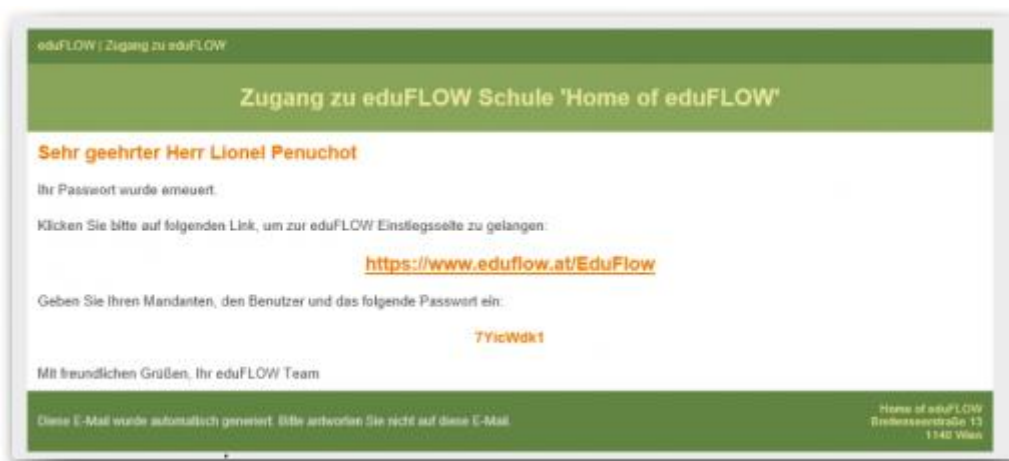 eduFLOW | Zugang zu eduFLOW
Zugang zu eduFLOW Schule 'Home of eduFLOW'
Sehr geehrter Herr Lionel Penuchot
Ihr Passwort wurde erneuert.
Klicken Sie bitte auf folgenden Link, um zur eduFLOW Einstiegsseite zu gelangen:
https://www.eduflow.at/EduFlow
Geben Sie Ihren Mandanten, den Benutzer und das folgende Passwort ein:
7YicWdk1
Mit freundlichen Grüßen, Ihr eduFLOW Team
Diese E-Mail wurde automatisch generiert. Bitte antworten Sie nicht auf diese E-Mail.
Home of eduFLOW
Breitenseerstraße 13
1140 Wien